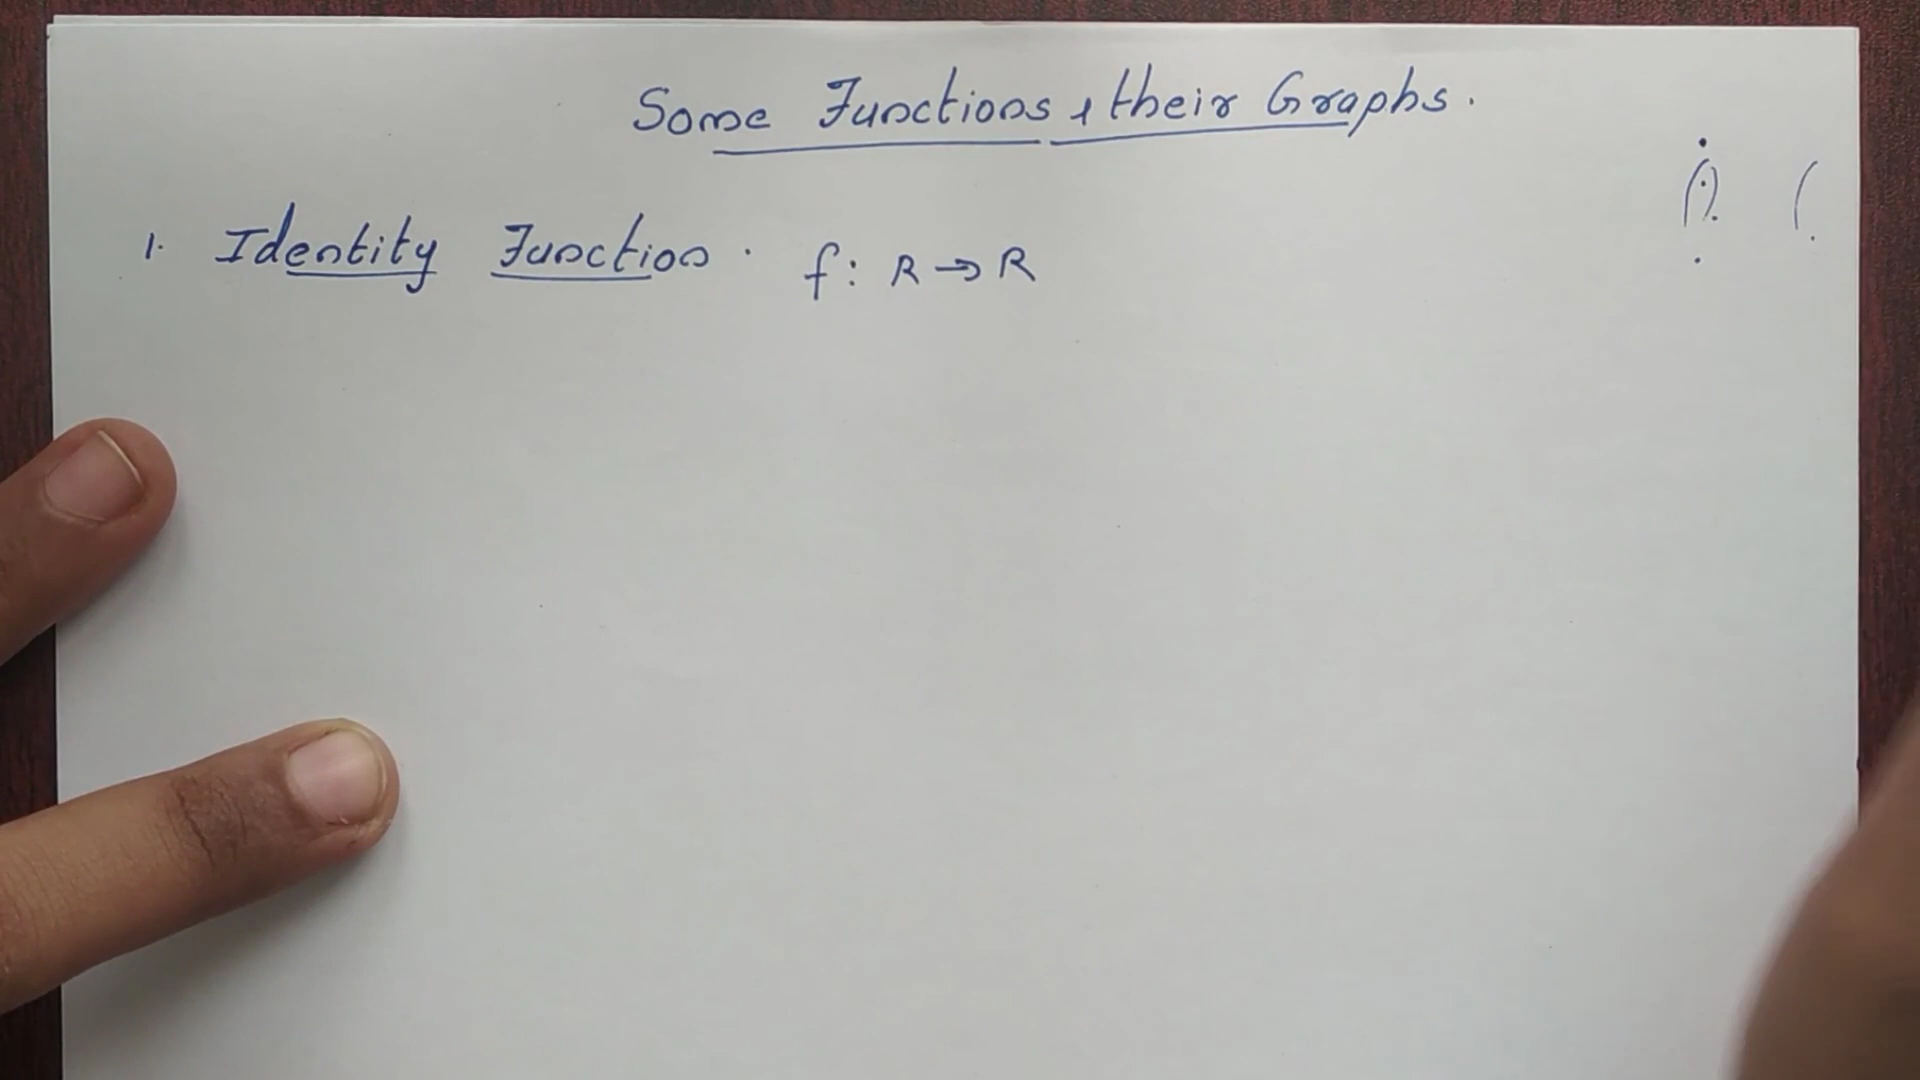 Some Functions & their Graphs.
1. Identity Function. f: R→R